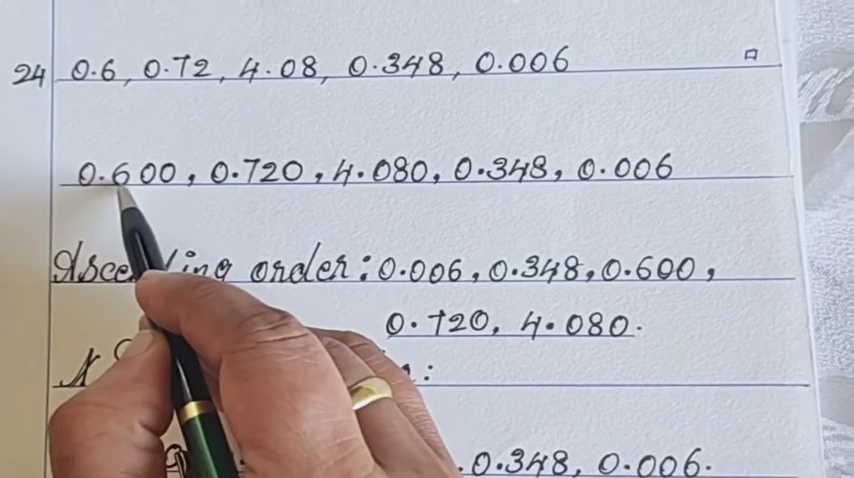 24 0.6, 0.72, 4.08, 0.348, 0.006
0.600, 0.720, 4.080, 0.348, 0.006
order: 0.006, 0.348, 0.600,
0.720, 4.080.
:
0.348, 0.006.